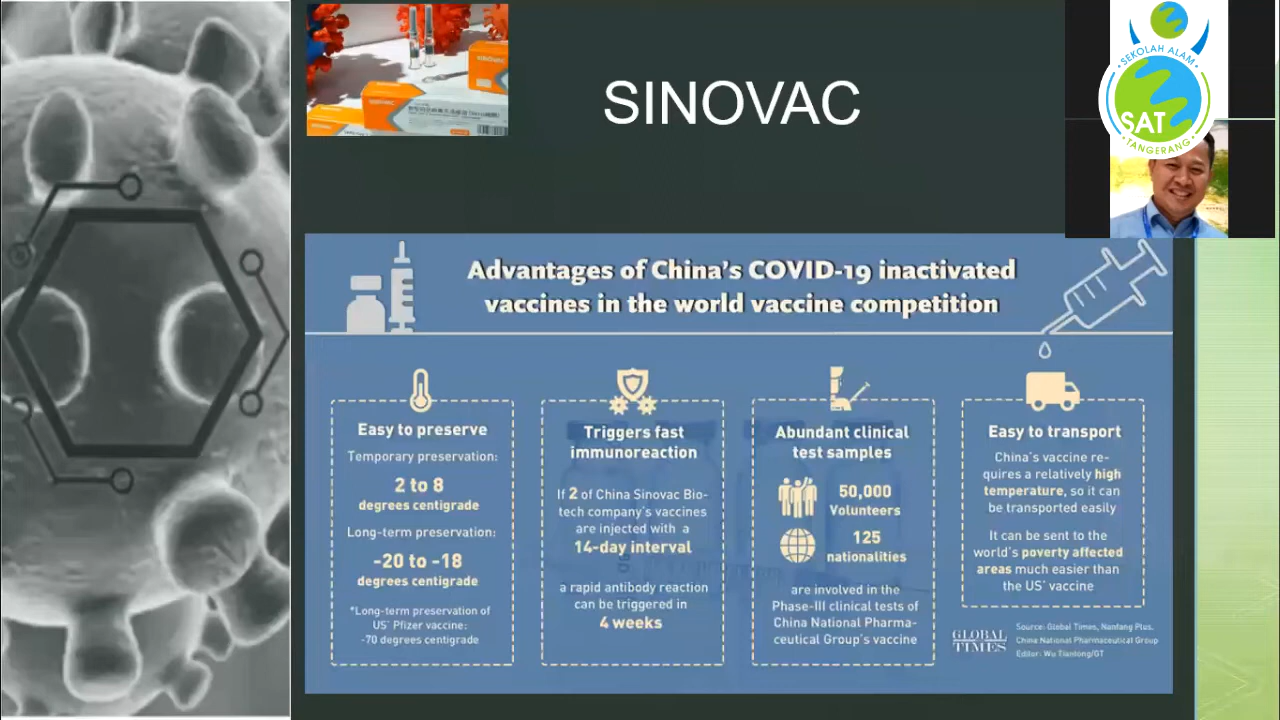 SINOVAC
SINOVAC
SINOVAC
SEKOLAH ALAM
SAT
TANGERANG
Advantages of China's COVID-19 inactivated
vaccines in the world vaccine competition
Easy to preserve
Temporary preservation:
2 to 8
degrees centigrade
Long-term preservation:
-20 to -18
degrees centigrade
*Long-term preservation of
US' Pfizer vaccine:
-70 degrees centigrade
Triggers fast
immunoreaction
If 2 of China Sinovac Bio-
tech company's vaccines
are injected with a
14-day interval
a rapid antibody reaction
can be triggered in
4 weeks
Abundant clinical
test samples
50,000
Volunteers
125
nationalities
are involved in the
Phase-III clinical tests of
China National Pharma-
ceutical Group's vaccine
Easy to transport
China's vaccine re-
quires a relatively high
temperature, so it can
be transported easily
It can be sent to the
world's poverty affected
areas much easier than
the US' vaccine
GLOBAL
TIMES
Source: Global Times, Nanfang Plus,
China National Pharmaceutical Group
Editor: Wu Tiantong/GT